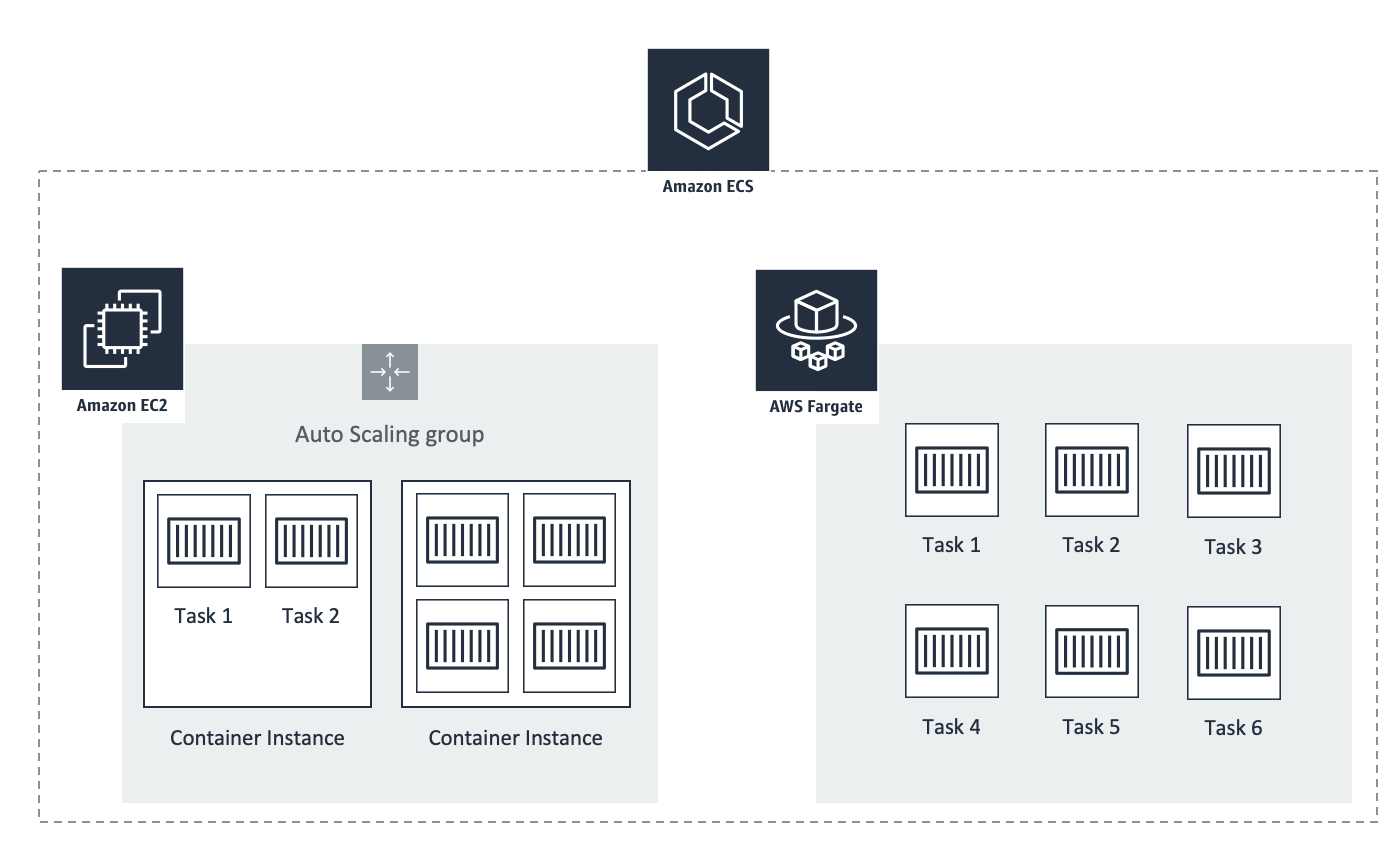 Amazon ECS
Amazon EC2
Auto Scaling group
Task 1
Task 2
Container Instance
Container Instance
AWS Fargate
Task 1
Task 2
Task 3
Task 4
Task 5
Task 6